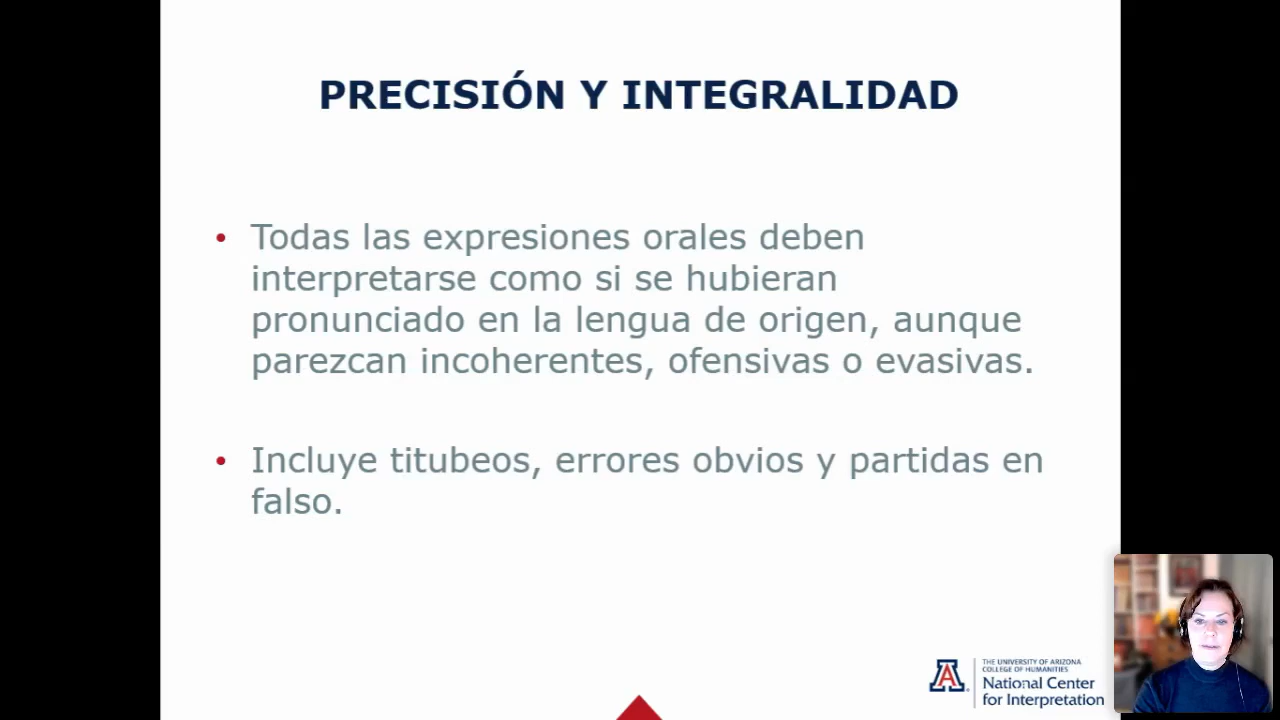 PRECISIÓN Y INTEGRALIDAD
• Todas las expresiones orales deben
interpretarse como si se hubieran
pronunciado en la lengua de origen, aunque
parezcan incoherentes, ofensivas o evasivas.
• Incluye titubeos, errores obvios y partidas en
falso.
THE UNIVERSITY OF ARIZONA
COLLEGE OF HUMANITIES
National Center
for Interpretation